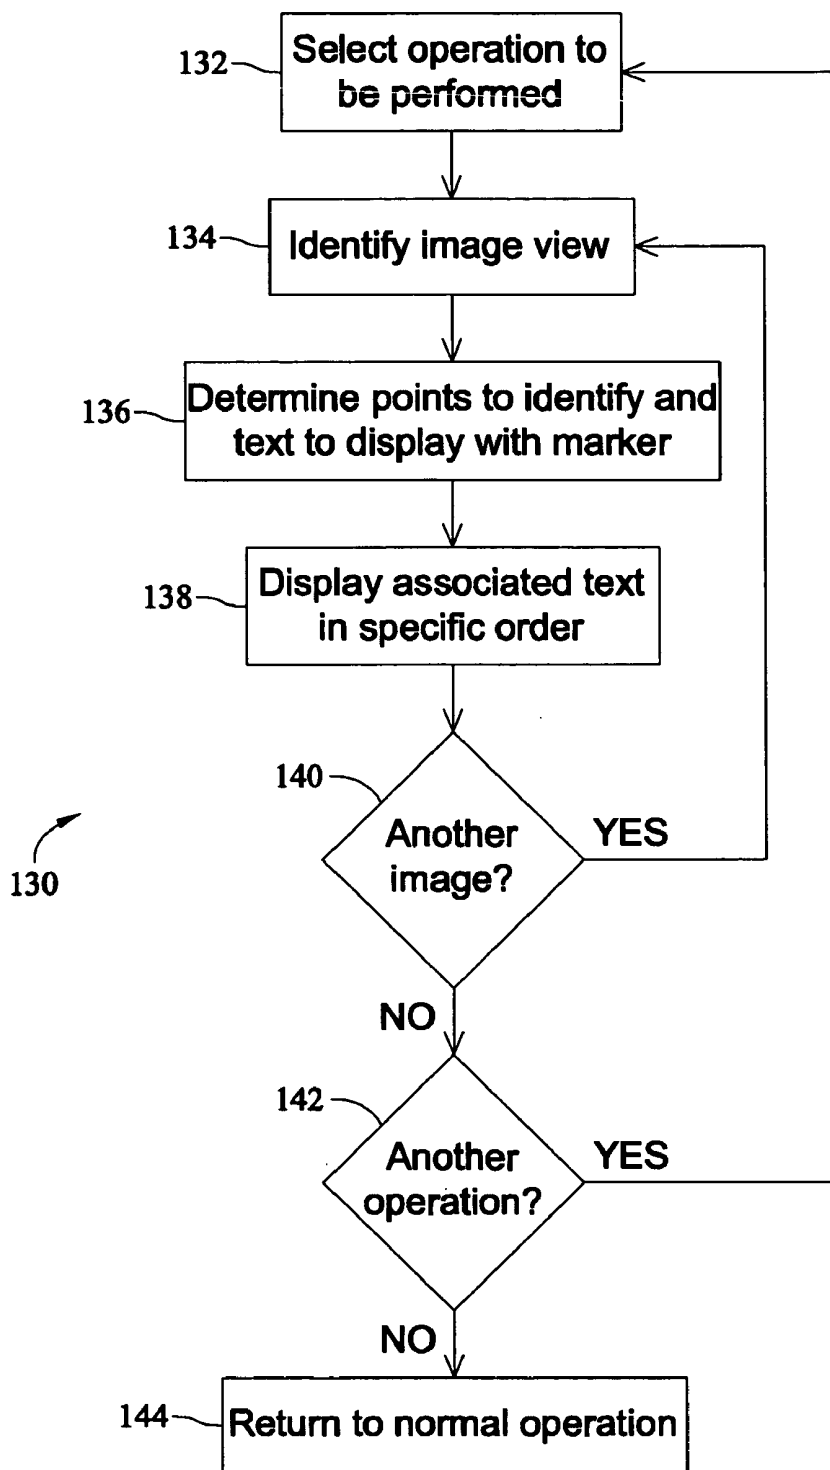 132
Select operation to
be performed
134
Identify image view
136
Determine points to identify and
text to display with marker
138
Display associated text
in specific order
140
Another
image?
YES
130
NO
142
Another
operation?
YES
NO
144
Return to normal operation